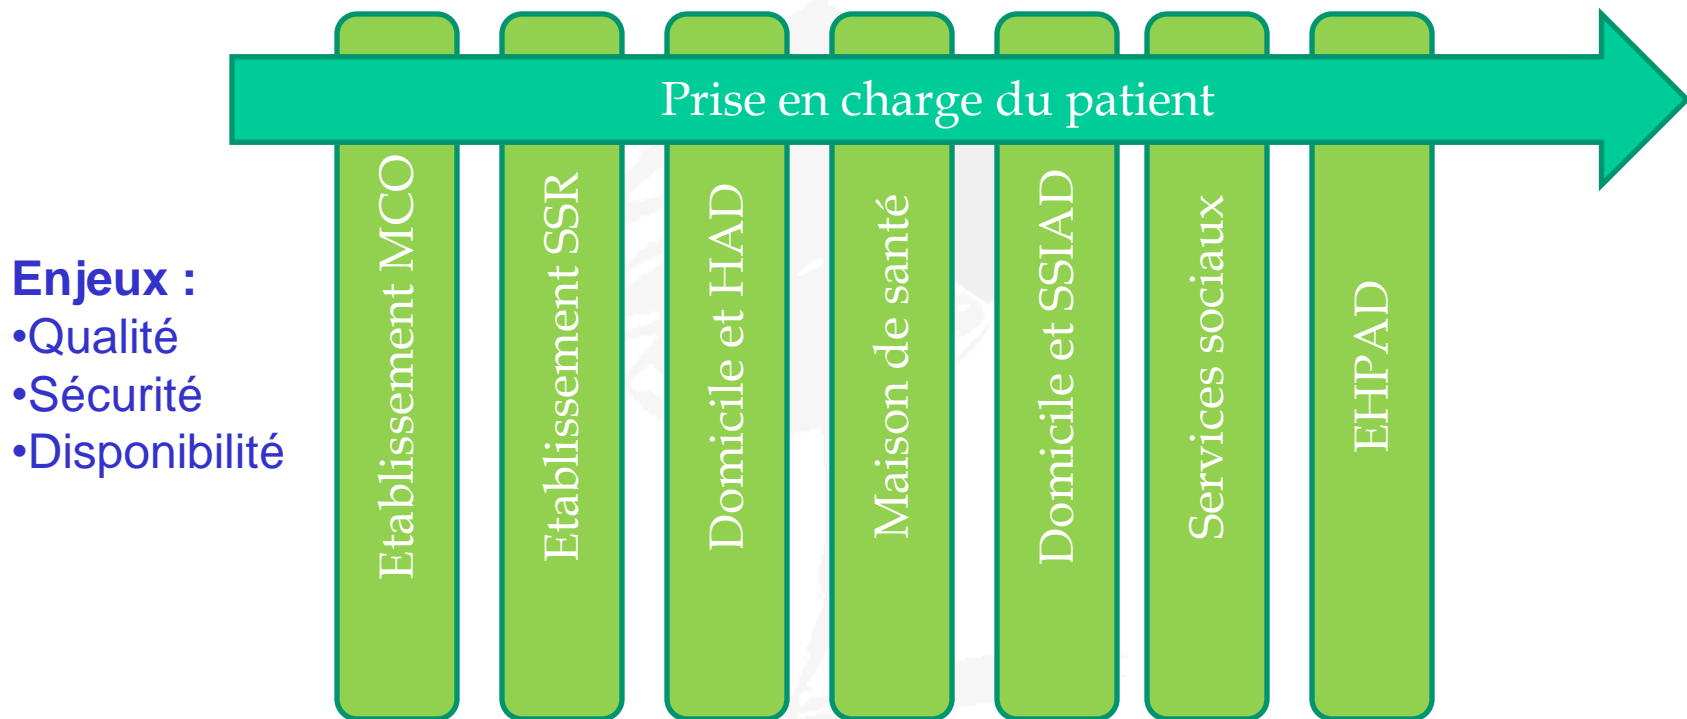 Prise en charge du patient
Enjeux :
•Qualité
•Sécurité
•Disponibilité
Etablissement MCO
Etablissement SSR
Domicile et HAD
Maison de santé
Domicile et SSIAD
Services sociaux
EHPAD